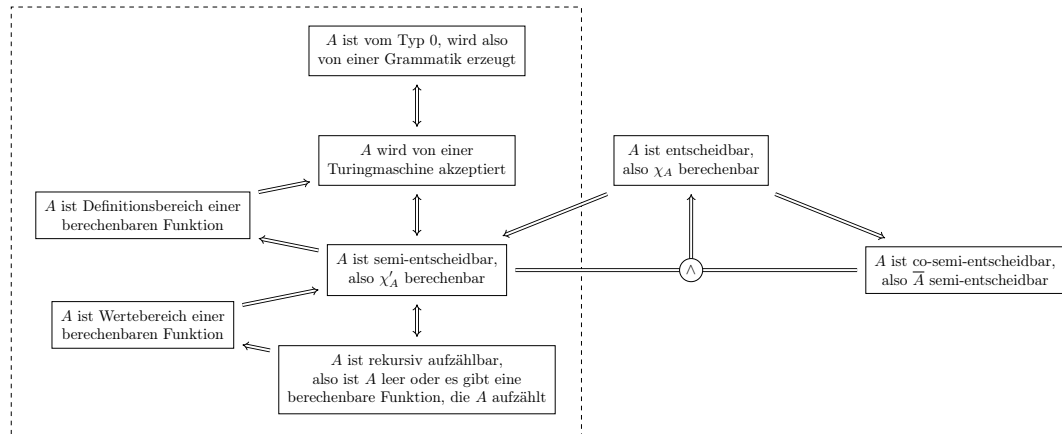 A ist vom Typ 0, wird also
von einer Grammatik erzeugt
A wird von einer
Turingmaschine akzeptiert
A ist entscheidbar,
also χ_A berechenbar
A ist Definitionsbereich einer
berechenbaren Funktion
A ist semi-entscheidbar,
also χ′_A berechenbar
∧
A ist co-semi-entscheidbar,
also A̅ semi-entscheidbar
A ist Wertebereich einer
berechenbaren Funktion
A ist rekursiv aufzählbar,
also ist A leer oder es gibt eine
berechenbare Funktion, die A aufzählt